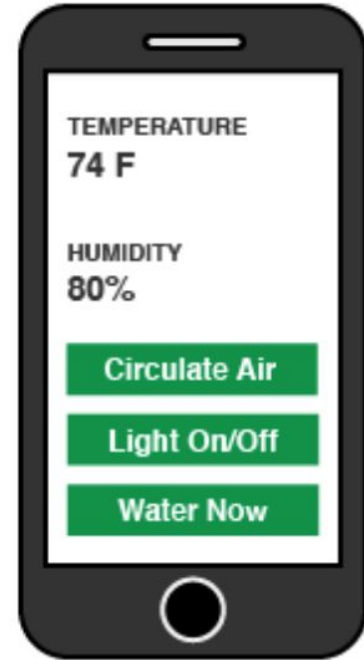 TEMPERATURE
74 F
HUMIDITY
80%
Circulate Air
Light On/Off
Water Now